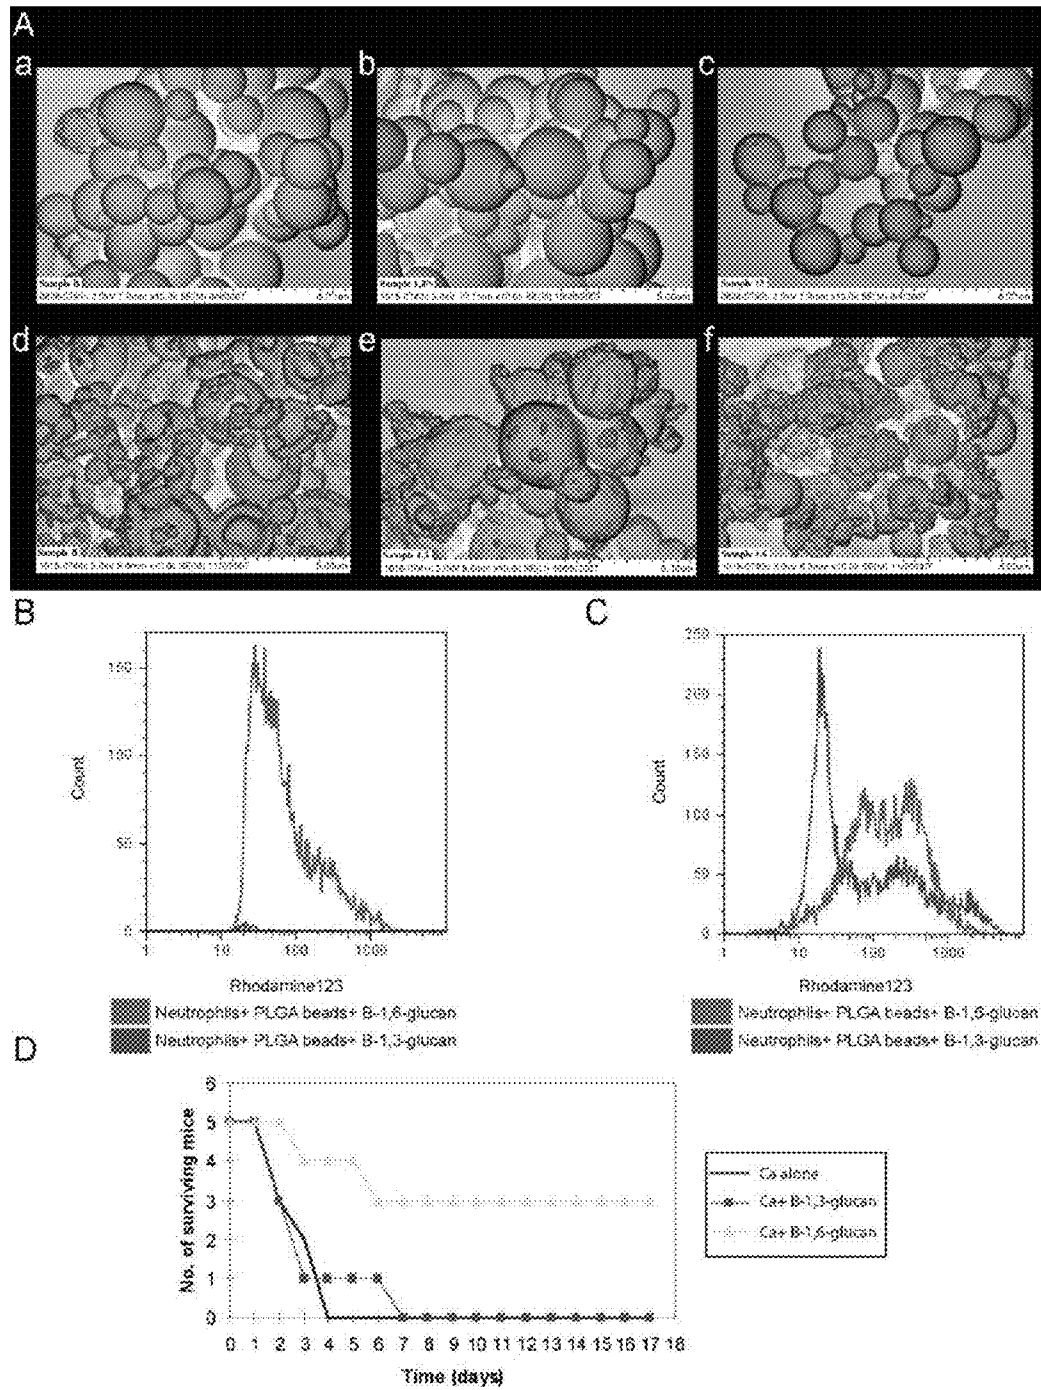 A
a
b
c
d
e
f
B
C
150
100
50
0
1
10
100
1000
Count
Rhodamine123
Neutrophils+ PLGA beads+ B-1,6-glucan
Neutrophils+ PLGA beads+ B-1,3-glucan
250
200
150
100
50
0
1
10
100
1000
Count
Rhodamine123
Neutrophils+ PLGA beads+ B-1,6-glucan
Neutrophils+ PLGA beads+ B-1,3-glucan
D
6
5
4
3
2
1
0
No. of surviving mice
0 1 2 3 4 5 6 7 8 9 10 11 12 13 14 15 16 17 18
Time (days)
Ca alone
Ca+ B-1,3-glucan
Ca+ B-1,6-glucan